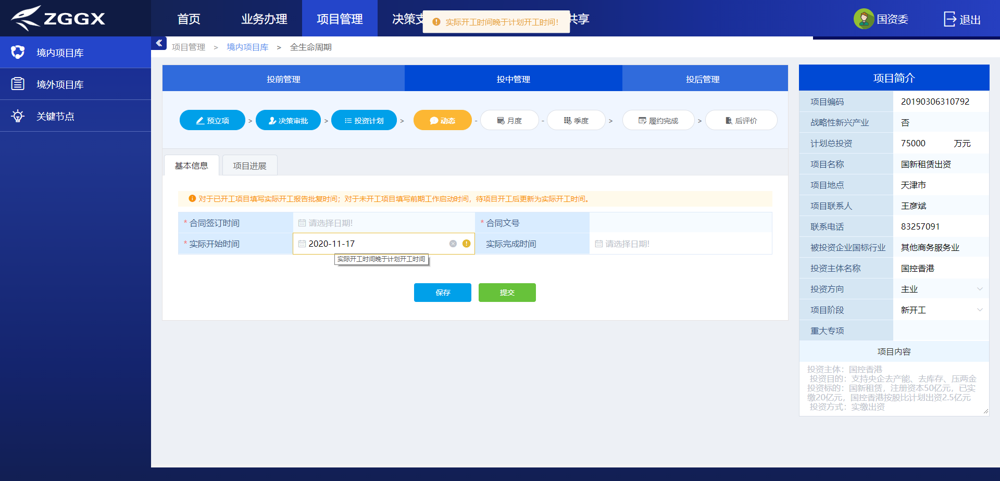 ZGGX
首页
业务办理
项目管理
决策支
共享
实际开工时间晚于计划开工时间！
国资委
退出
境内项目库
境外项目库
关键节点
项目管理 > 境内项目库 > 全生命周期
投前管理
投中管理
投后管理
预立项 > 决策审批 > 投资计划 > 动态 - 月度 - 季度 > 履约完成 > 后评价
基本信息
项目进展
对于已开工项目填写实际开工报告批复时间；对于未开工项目填写前期工作启动时间，待项目开工后更新为实际开工时间。
* 合同签订时间 请选择日期! * 合同文号
* 实际开始时间 2020-11-17 实际完成时间 请选择日期!
实际开工时间晚于计划开工时间
保存
提交
项目简介
项目编码 20190306310792
战略性新兴产业 否
计划总投资 75000 万元
项目名称 国新租赁出资
项目地点 天津市
项目联系人 王彦斌
联系电话 83257091
被投资企业国标行业 其他商务服务业
投资主体名称 国控香港
投资方向 主业
项目阶段 新开工
重大专项
项目内容
投资主体：国控香港
投资目的：支持央企去产能、去库存、压两金
投资标的：国新租赁，注册资本50亿元，已实
缴20亿元，国控香港按股比计划出资2.5亿元
投资方式：实缴出资